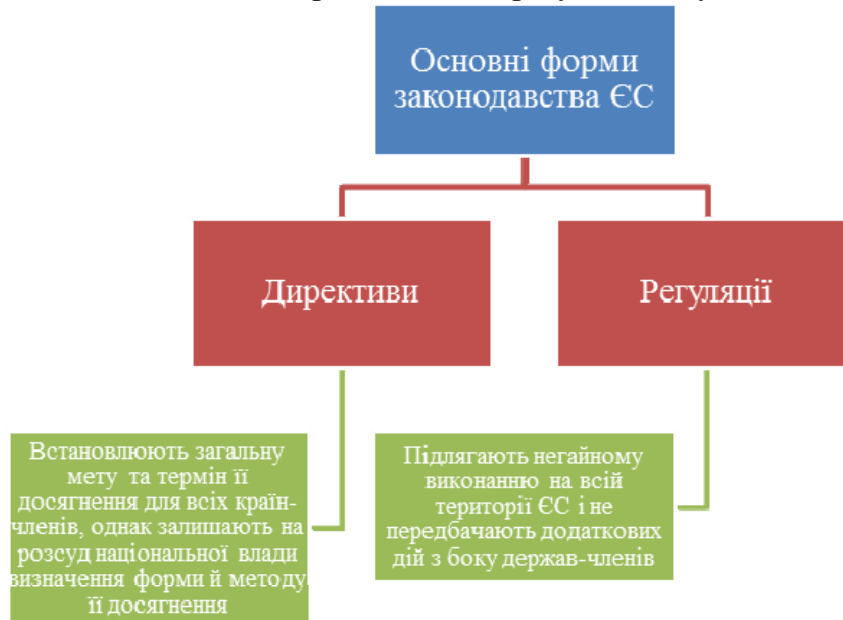 Основні форми
законодавства ЄС
Директиви
Регуляції
Встановлюють загальну
мету та термін її
досягнення для всіх країн-
членів, однак залишають на
розсуд національної влади
визначення форми й методу
її досягнення
Підлягають негайному
виконанню на всій
території ЄС і не
передбачають додаткових
дій з боку держав-членів